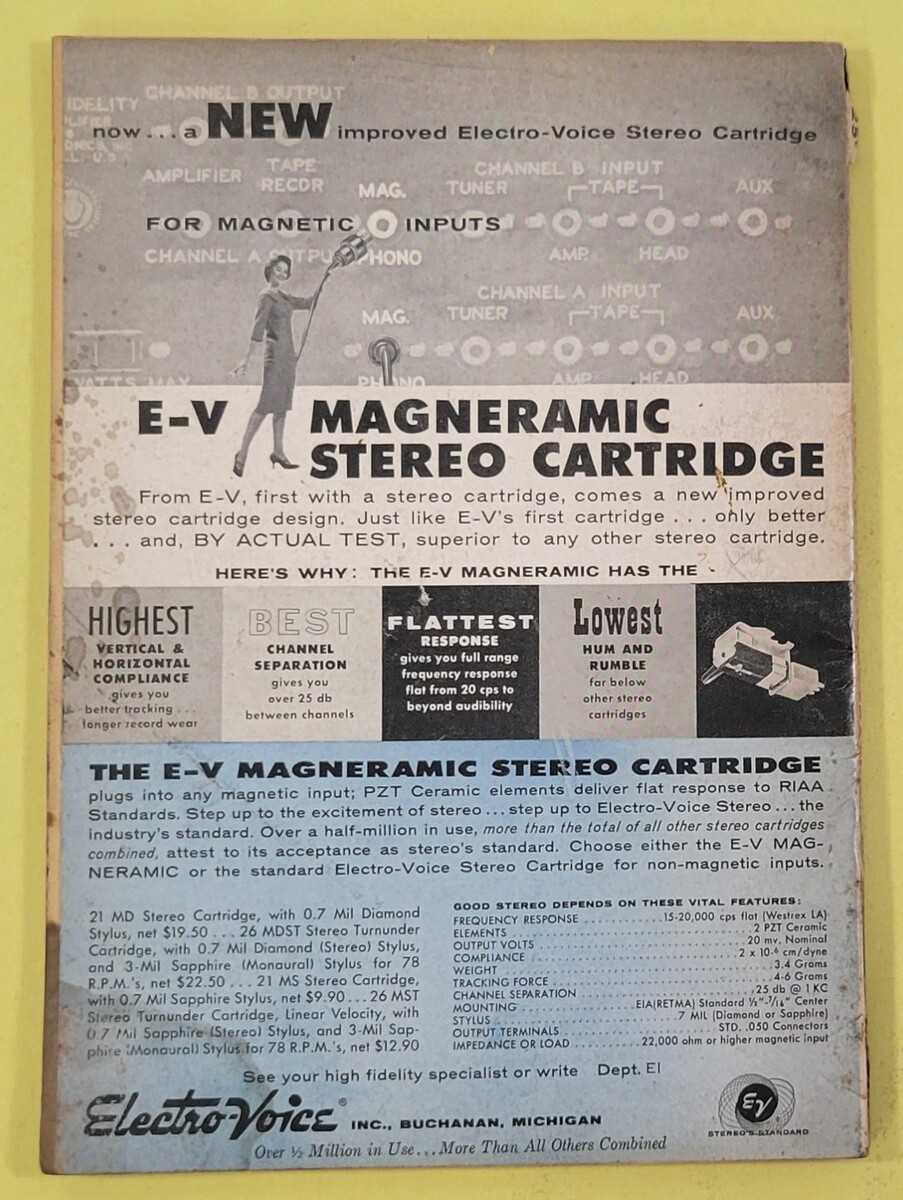 CHANNEL B OUTPUT
IDELITY
LIFIER
ONICS, INC.
L. U.S.A.
now...a NEW improved Electro-Voice Stereo Cartridge
CHANNEL B INPUT
AMPLIFIER TAPE RECDR MAG. TUNER TAPE AUX
FOR MAGNETIC INPUTS
CHANNEL A OUTPU PHONO AMP. HEAD
CHANNEL A INPUT
MAG. TUNER TAPE AUX
WATTS MAX PHONO AMP HEAD
E-V MAGNERAMIC
STEREO CARTRIDGE
From E-V, first with a stereo cartridge, comes a new improved
stereo cartridge design. Just like E-V's first cartridge . . . only better
. . . and, BY ACTUAL TEST, superior to any other stereo cartridge.
HERE'S WHY: THE E-V MAGNERAMIC HAS THE -
HIGHEST
VERTICAL &
HORIZONTAL
COMPLIANCE
gives you
better tracking . . .
longer record wear
BEST
CHANNEL
SEPARATION
gives you
over 25 db
between channels
FLATTEST
RESPONSE
gives you full range
frequency response
flat from 20 cps to
beyond audibility
Lowest
HUM AND
RUMBLE
far below
other stereo
cartridges
THE E-V MAGNERAMIC STEREO CARTRIDGE
plugs into any magnetic input; PZT Ceramic elements deliver flat response to RIAA
Standards. Step up to the excitement of stereo ... step up to Electro-Voice Stereo ... the
industry's standard. Over a half-million in use, more than the total of all other stereo cartridges
combined, attest to its acceptance as stereo's standard. Choose either the E-V MAG-
NERAMIC or the standard Electro-Voice Stereo Cartridge for non-magnetic inputs.
21 MD Stereo Cartridge, with 0.7 Mil Diamond
Stylus, net $19.50 . . . 26 MDST Stereo Turnunder
Cartridge, with 0.7 Mil Diamond (Stereo) Stylus,
and 3-Mil Sapphire (Monaural) Stylus for 78
R.P.M.'s, net $22.50 . . . 21 MS Stereo Cartridge,
with 0.7 Mil Sapphire Stylus, net $9.90 . . . 26 MST
Stereo Turnunder Cartridge, Linear Velocity, with
0.7 Mil Sapphire (Stereo) Stylus, and 3-Mil Sap-
phire (Monaural) Stylus for 78 R.P.M.'s, net $12.90
GOOD STEREO DEPENDS ON THESE VITAL FEATURES:
FREQUENCY RESPONSE ........... 15-20,000 cps flat (Westrex LA)
ELEMENTS ........... 2 PZT Ceramic
OUTPUT VOLTS ........... 20 mv. Nominal
COMPLIANCE ........... 2 x 10-⁶ cm/dyne
WEIGHT ........... 3.4 Grams
TRACKING FORCE ........... 4-6 Grams
CHANNEL SEPARATION ........... 25 db @ 1 KC
MOUNTING ........... EIA(RETMA) Standard ½"-7/16" Center
STYLUS ........... .7 MIL (Diamond or Sapphire)
OUTPUT TERMINALS ........... STD. .050 Connectors
IMPEDANCE OR LOAD ........... 22,000 ohm or higher magnetic input
See your high fidelity specialist or write Dept. EI
Electro-Voice® INC., BUCHANAN, MICHIGAN
EV
STEREO'S STANDARD
Over ½ Million in Use...More Than All Others Combined